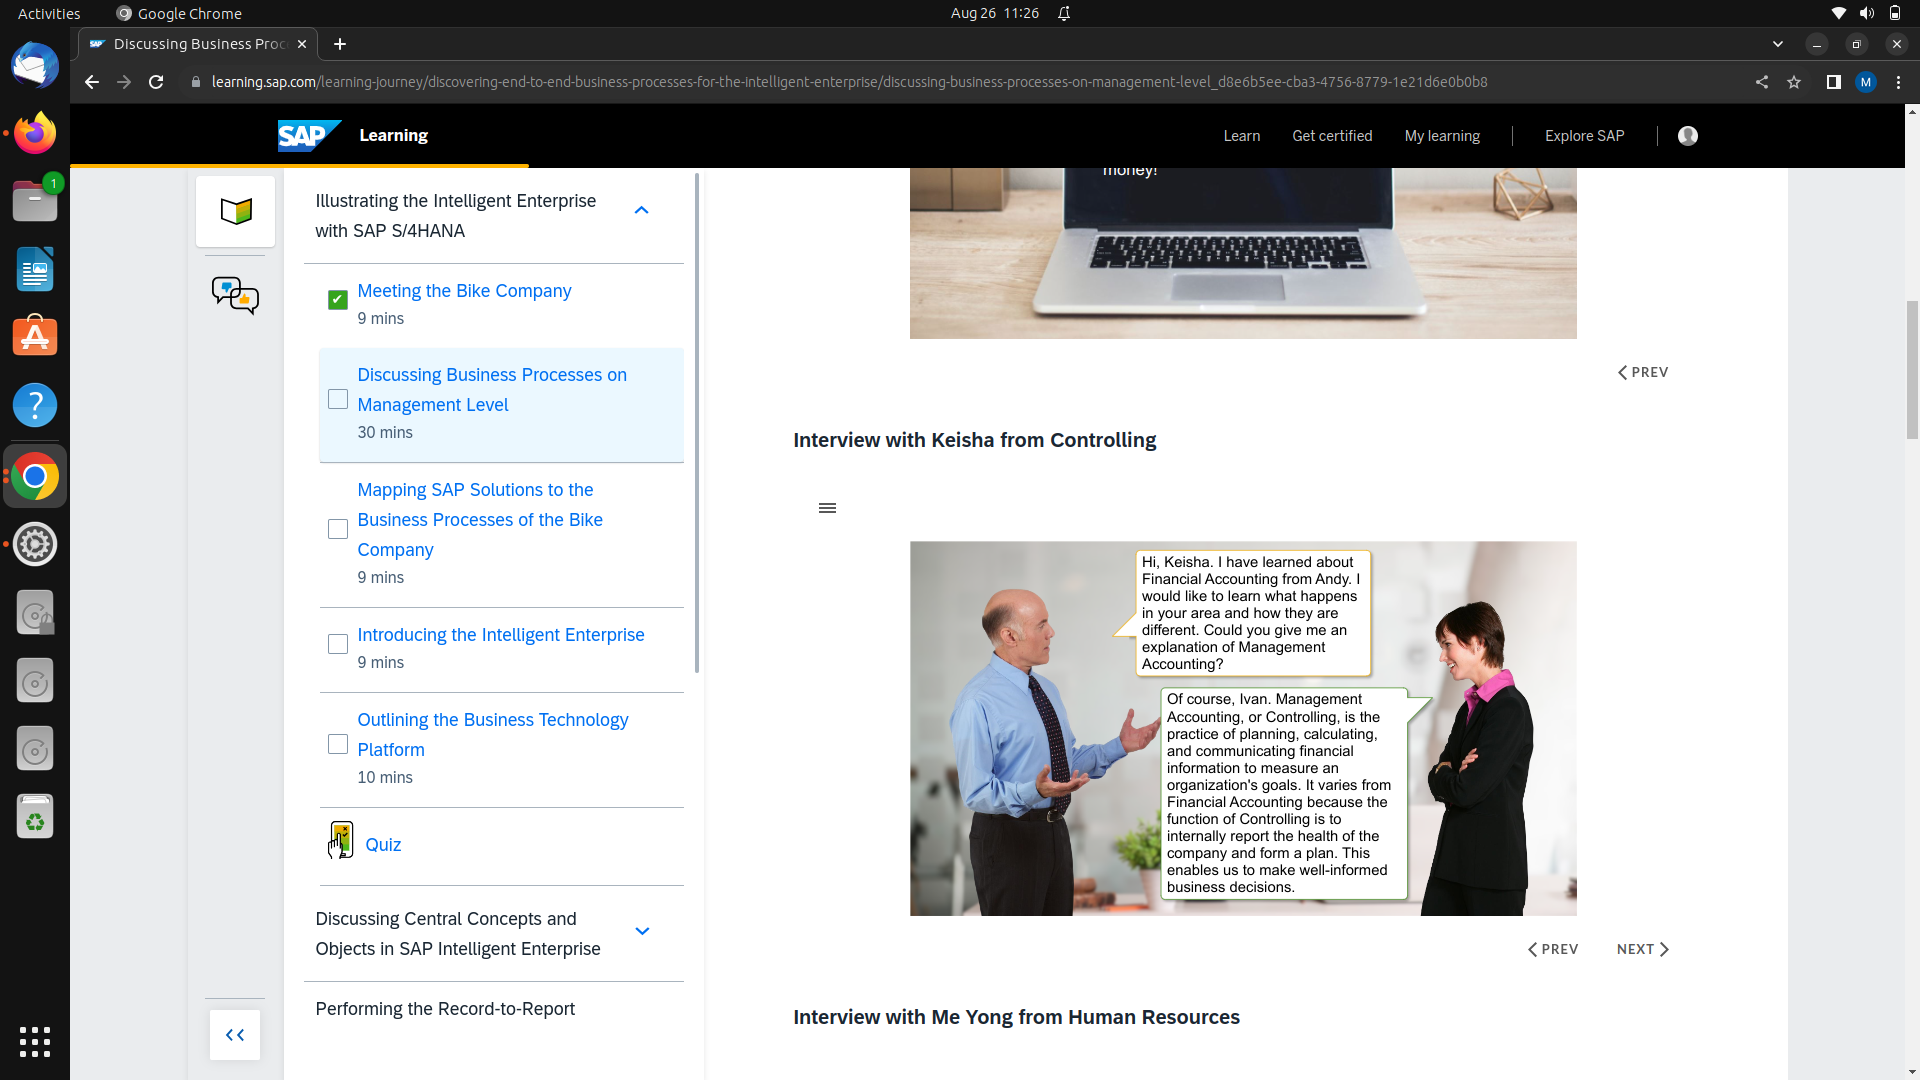 Activities
Google Chrome
Aug 26 11:26
Discussing Business Proc
learning.sap.com/learning-journey/discovering-end-to-end-business-processes-for-the-intelligent-enterprise/discussing-business-processes-on-management-level_d8e6b5ee-cba3-4756-8779-1e21d6e0b0b8
M
1
SAP
Learning
Learn
Get certified
My learning
Explore SAP
Illustrating the Intelligent Enterprise
with SAP S/4HANA
Meeting the Bike Company
9 mins
Discussing Business Processes on
Management Level
30 mins
Mapping SAP Solutions to the
Business Processes of the Bike
Company
9 mins
Introducing the Intelligent Enterprise
9 mins
Outlining the Business Technology
Platform
10 mins
Quiz
Discussing Central Concepts and
Objects in SAP Intelligent Enterprise
Performing the Record-to-Report
money!
PREV
Interview with Keisha from Controlling
Hi, Keisha. I have learned about
Financial Accounting from Andy. I
would like to learn what happens
in your area and how they are
different. Could you give me an
explanation of Management
Accounting?
Of course, Ivan. Management
Accounting, or Controlling, is the
practice of planning, calculating,
and communicating financial
information to measure an
organization's goals. It varies from
Financial Accounting because the
function of Controlling is to
internally report the health of the
company and form a plan. This
enables us to make well-informed
business decisions.
PREV
NEXT
Interview with Me Yong from Human Resources